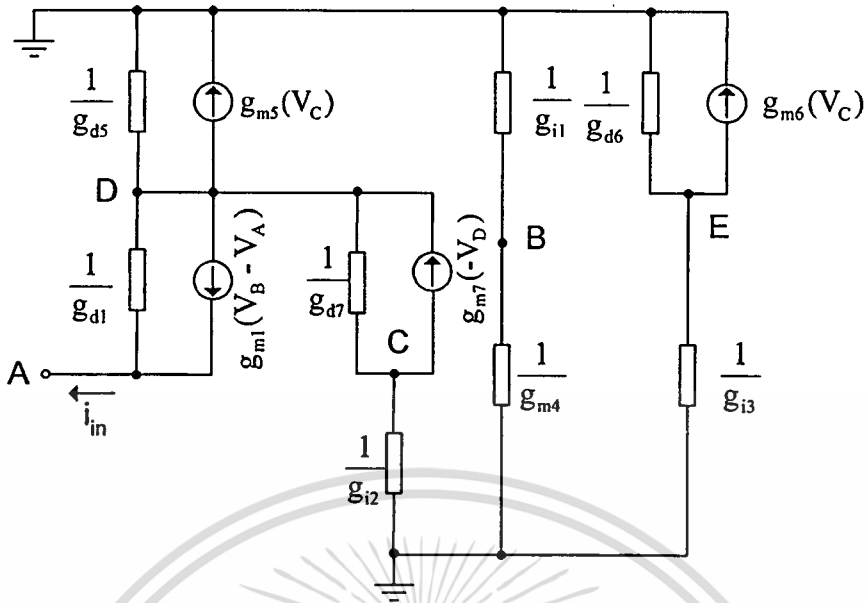 1/g_d5
g_m5(V_C)
1/g_i1
1/g_d6
g_m6(V_C)
D
1/g_d1
g_m1(V_B - V_A)
1/g_d7
g_m7(-V_D)
B
E
C
A
i_in
1/g_m4
1/g_i3
1/g_i2